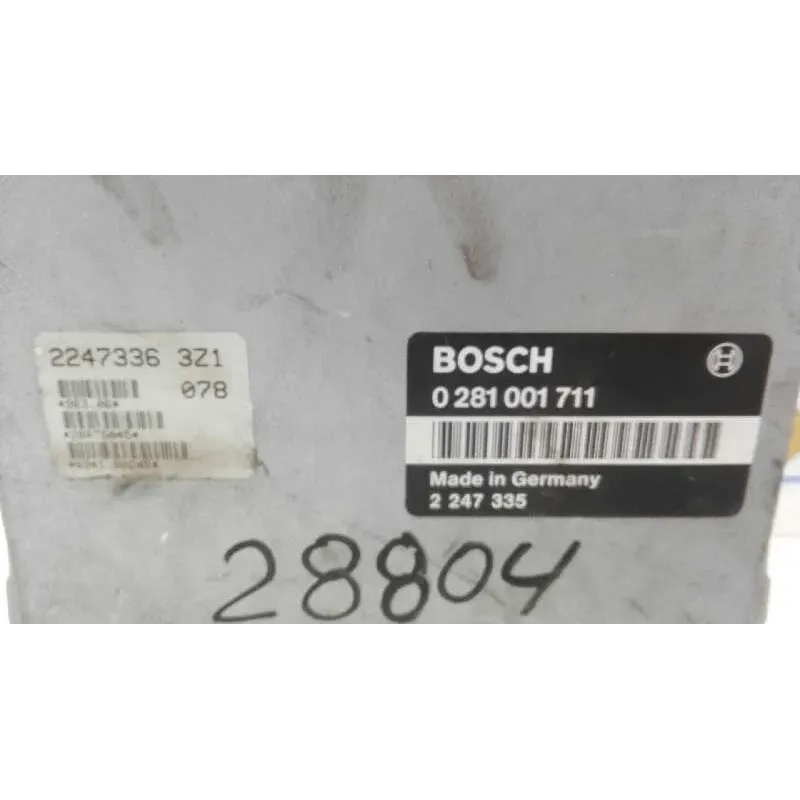 2247336 3Z1
078
BOSCH
0 281 001 711
Made in Germany
2 247 335
28804